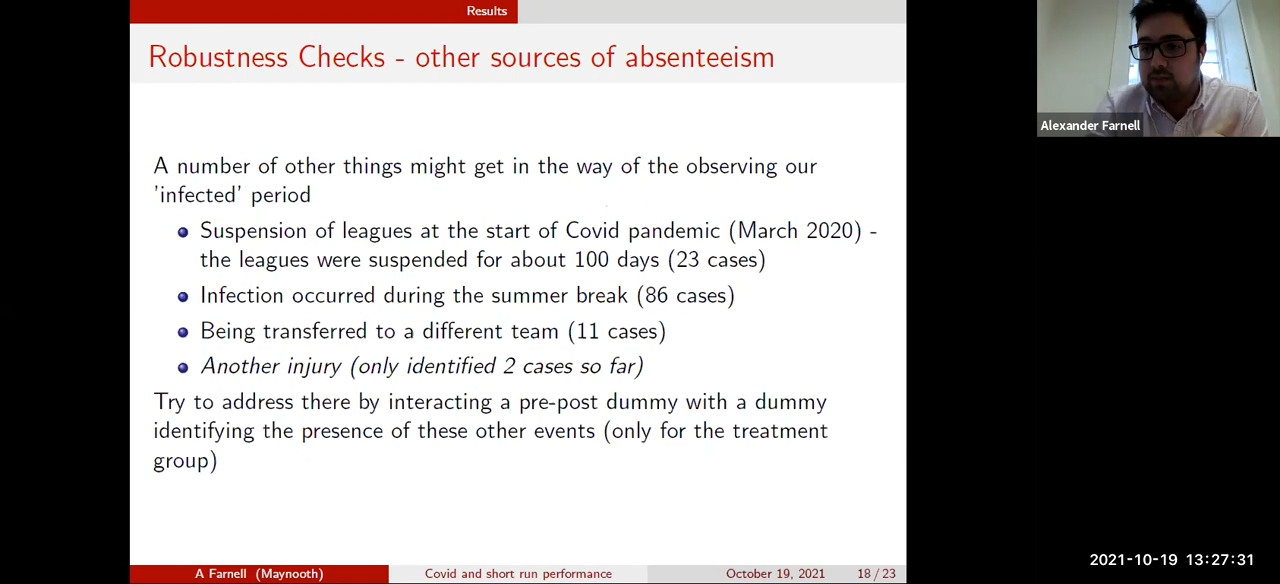 Results
Robustness Checks - other sources of absenteeism
Alexander Farnell
A number of other things might get in the way of the observing our
'infected' period
Suspension of leagues at the start of Covid pandemic (March 2020) -
the leagues were suspended for about 100 days (23 cases)
Infection occurred during the summer break (86 cases)
Being transferred to a different team (11 cases)
Another injury (only identified 2 cases so far)
Try to address there by interacting a pre-post dummy with a dummy
identifying the presence of these other events (only for the treatment
group)
2021-10-19 13:27:31
A Farnell (Maynooth) Covid and short run performance October 19, 2021 18 / 23